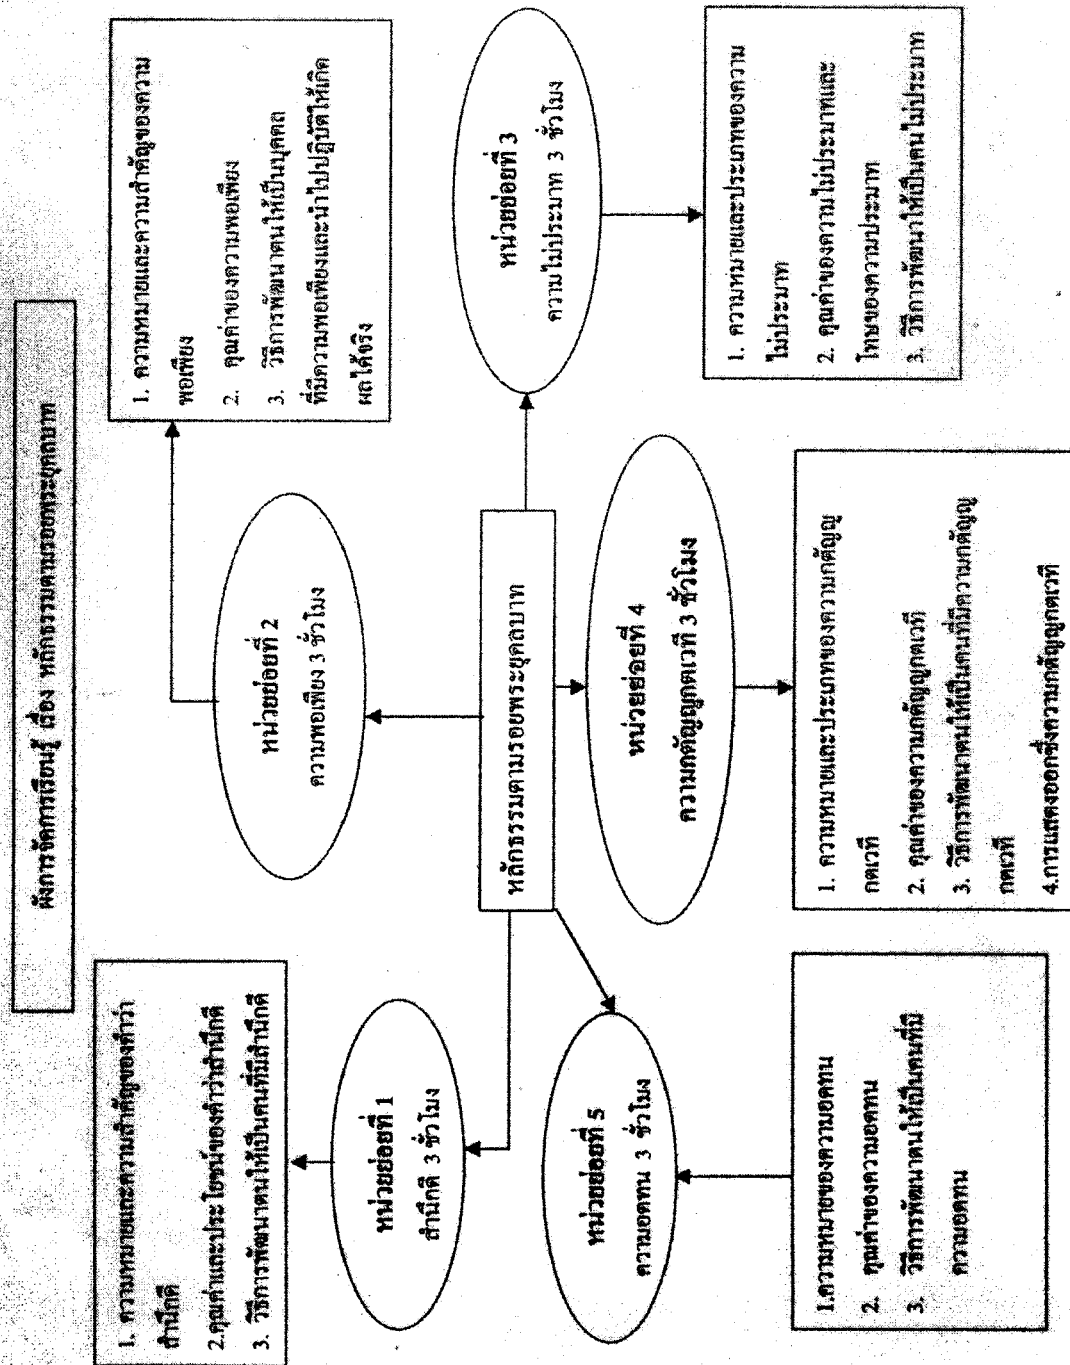 ผังการจัดการเรียนรู้ เรื่อง หลักธรรมตามรอยพระยุคลบาท
1. ความหมายและความสำคัญของคำว่า
สำนึกดี
2.คุณค่าและประโยชน์ของคำว่าสำนึกดี
3. วิธีการพัฒนาตนให้เป็นคนที่มีสำนึกดี
หน่วยย่อยที่ 1
สำนึกดี 3 ชั่วโมง
1. ความหมายและความสำคัญของความ
พอเพียง
2. คุณค่าของความพอเพียง
3. วิธีการพัฒนาตนให้เป็นบุคคล
ที่มีความพอเพียงและนำไปปฏิบัติให้เกิด
ผลได้จริง
หน่วยย่อยที่ 2
ความพอเพียง 3 ชั่วโมง
หลักธรรมตามรอยพระยุคลบาท
หน่วยย่อยที่ 3
ความไม่ประมาท 3 ชั่วโมง
1. ความหมายและประเภทของความ
ไม่ประมาท
2. คุณค่าของความไม่ประมาทและ
โทษของความประมาท
3. วิธีการพัฒนาให้เป็นคนไม่ประมาท
หน่วยย่อยที่ 4
ความกตัญญูกตเวที 3 ชั่วโมง
1. ความหมายและประเภทของความกตัญญู
กตเวที
2. คุณค่าของความกตัญญูกตเวที
3. วิธีการพัฒนาตนให้เป็นคนที่มีความกตัญญู
กตเวที
4.การแสดงออกซึ่งความกตัญญูกตเวที
หน่วยย่อยที่ 5
ความอดทน 3 ชั่วโมง
1.ความหมายของความอดทน
2. คุณค่าของความอดทน
3. วิธีการพัฒนาตนให้เป็นคนที่มี
ความอดทน